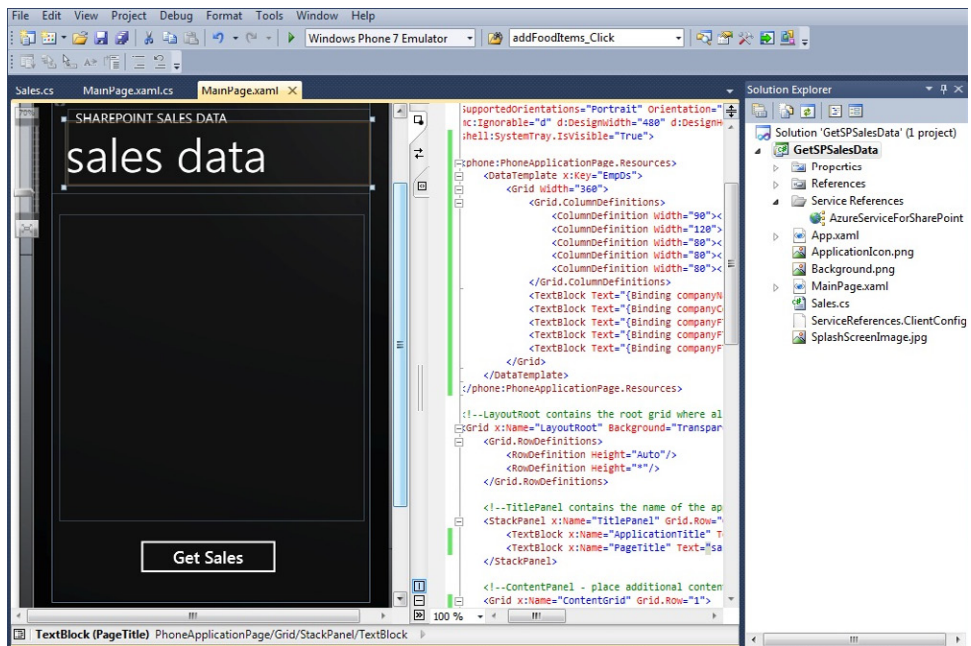 File Edit View Project Debug Format Tools Window Help
Windows Phone 7 Emulator addFoodItems_Click
Sales.cs MainPage.xaml.cs MainPage.xaml
70%
SHAREPOINT SALES DATA
sales data
Get Sales
SupportedOrientations="Portrait" Orientation="
mc:Ignorable="d" d:DesignWidth="480" d:DesignH
shell:SystemTray.IsVisible="True">
phone:PhoneApplicationPage.Resources>
<DataTemplate x:Key="EmpDs">
<Grid Width="360">
<Grid.ColumnDefinitions>
<ColumnDefinition Width="90"><
<ColumnDefinition Width="120">
<ColumnDefinition Width="80"><
<ColumnDefinition Width="80"><
<ColumnDefinition Width="80"><
</Grid.ColumnDefinitions>
<TextBlock Text="{Binding companyN
<TextBlock Text="{Binding companyC
<TextBlock Text="{Binding companyF
<TextBlock Text="{Binding companyF
<TextBlock Text="{Binding companyF
</Grid>
</DataTemplate>
/phone:PhoneApplicationPage.Resources>
!--LayoutRoot contains the root grid where al
Grid x:Name="LayoutRoot" Background="Transpar
<Grid.RowDefinitions>
<RowDefinition Height="Auto"/>
<RowDefinition Height="*"/>
</Grid.RowDefinitions>
<!--TitlePanel contains the name of the ap
<StackPanel x:Name="TitlePanel" Grid.Row="
<TextBlock x:Name="ApplicationTitle" T
<TextBlock x:Name="PageTitle" Text="sa
</StackPanel>
<!--ContentPanel - place additional conten
<Grid x:Name="ContentGrid" Grid.Row="1">
100 %
TextBlock (PageTitle) PhoneApplicationPage/Grid/StackPanel/TextBlock
Solution Explorer
Solution 'GetSPSalesData' (1 project)
GetSPSalesData
Properties
References
Service References
AzureServiceForSharePoint
App.xaml
ApplicationIcon.png
Background.png
MainPage.xaml
Sales.cs
ServiceReferences.ClientConfig
SplashScreenImage.jpg